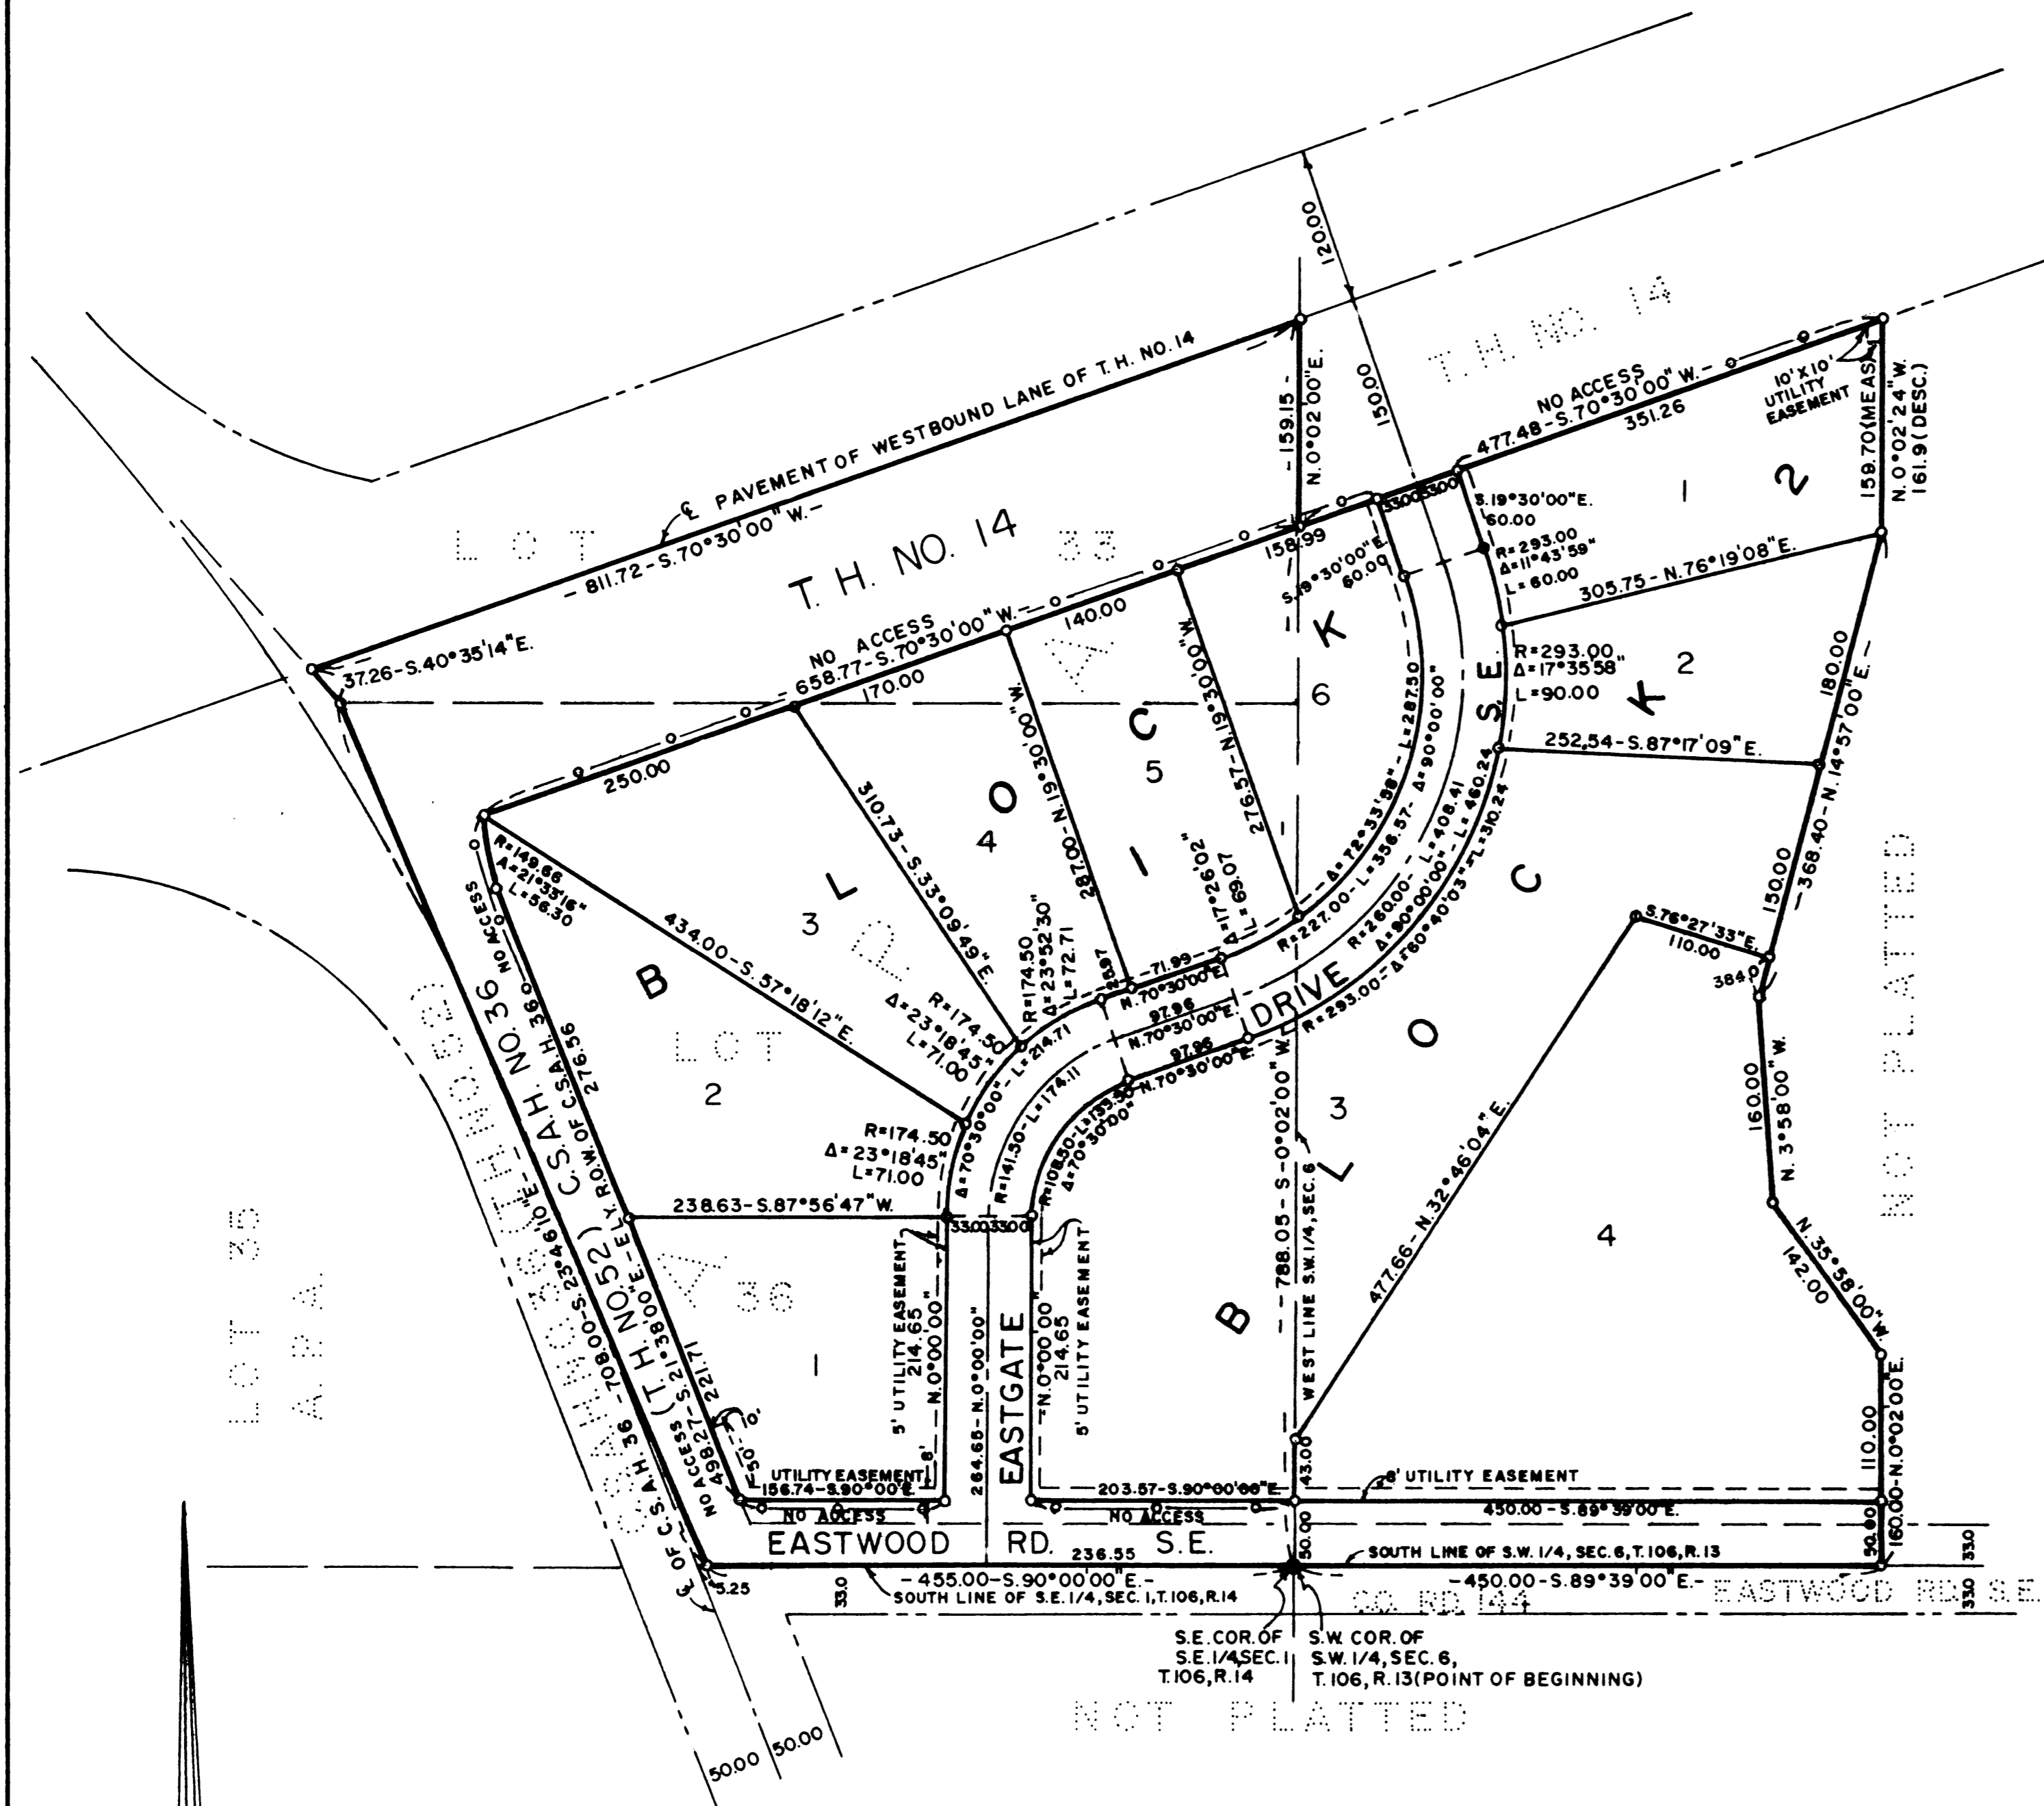 120.00
150.00
T.H. NO. 14
159.15
N.0°02'00"E.
℄ PAVEMENT OF WESTBOUND LANE OF T.H. NO.14
- 811.72-S.70°30'00"W.-
LOT 33
T. H. NO. 14
NO ACCESS
477.48-S.70°30'00"W.-
351.26
10'X10'
UTILITY
EASEMENT
159.70(MEAS.)
N.0°02'24"W.
161.9(DESC.)
1
2
S.19°30'00"E.
60.00
R=293.00
Δ=11°43'59"
L=60.00
305.75-N.76°19'08"E.
33.00
33.00
158.99
S.19°30'00"E.
60.00
37.26-S.40°35'14"E.
NO ACCESS
- 658.77-S.70°30'00"W.-
250.00
170.00
140.00
R=293.00
Δ=17°35'58"
L=90.00
2
180.00
252.54-S.87°17'09"E.
150.00
-368.40-N.14°57'00"E.-
6
5
4
3
BLOCK 1
276.57-N.19°30'00"W.
287.00-N.19°30'00"W.
310.73-S.33°09'49"E.
434.00-S.57°18'12"E.
R=149.66
Δ=21°33'16"
L=56.30
Δ=72°33'58"-L=287.50
R=227.00-L=356.57-Δ=90°00'00"
R=260.00-L=408.41
Δ=90°00'00"-L=460.24
R=293.00-Δ=60°40'03"-L=310.24
Δ=17°26'02"
L=69.07
R=174.50
Δ=23°52'30"
L=72.71
R=174.50
Δ=23°18'45"
L=71.00
-71.99
N.70°30'00"E.
97.96
N.70°30'00"E.
97.96
N.70°30'00"E.
DRIVE S.E.
S.76°27'33"E.
110.00
160.00
N.3°58'00"W.
NOT PLATTED
LOT
2
R=174.50
Δ=23°18'45"
L=71.00
Δ=70°30'00"-L=214.71
R=141.50-L=174.11
Δ=70°30'00"
238.63-S.87°56'47"W.
33.00
33.00
NO ACCESS
276.56
C.S.A.H. NO. 36
(T.H. NO. 52)
℄ OF C.S.A.H. 36 - 708.00-S.23°46'10"E-
NO ACCESS
498.27-S.21°38'00"E-ELY. R.O.W. OF C.S.A.H. 36
221.71
LOT 35
36
1
5' UTILITY EASEMENT
214.65
N.0°00'00"
264.65-N.0°00'00"
EASTGATE
N.0°00'00"
214.65
5' UTILITY EASEMENT
3
BLOCK 2
788.05-S-0°02'00"W.
WEST LINE S.W.1/4, SEC.6
477.66-N.32°46'04"E.
4
N.35°58'00"W.
142.00
110.00
160.00-N.0°02'00"E.
43.00
UTILITY EASEMENT
156.74-S.90°00'E.
NO ACCESS
203.57-S.90°00'00"E
NO ACCESS
8' UTILITY EASEMENT
450.00-S.89°39'00"E.
50.00
50.00
EASTWOOD RD. S.E.
236.55
SOUTH LINE OF S.W.1/4, SEC.6,T.106,R.13
5.25
-455.00-S.90°00'00"E.-
-450.00-S.89°39'00"E.-
SOUTH LINE OF S.E.1/4,SEC.1,T.106,R.14
33.0
33.0
33.0
CO. RD. 144
EASTWOOD RD. S.E.
S.E.COR.OF
S.E.1/4,SEC.1
T.106,R.14
S.W. COR.OF
S.W.1/4,SEC.6,
T.106,R.13(POINT OF BEGINNING)
NOT PLATTED
50.00
50.00